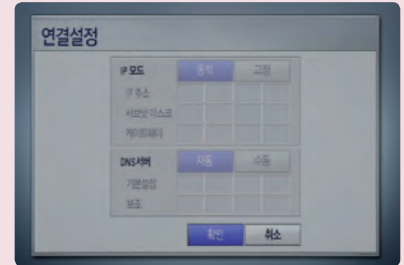 연결설정
IP 모드 동적 고정
IP 주소
서브넷 마스크
게이트웨이
DNS서버 자동 수동
기본설정
보조
확인 취소